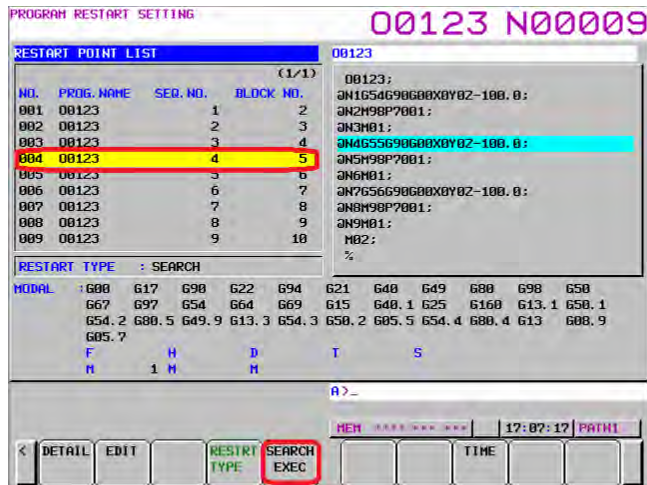 PROGRAM RESTART SETTING
O0123 N00009
RESTART POINT LIST
(1/1)
NO. PROG.NAME SEQ.NO. BLOCK NO.
001 O0123 1 2
002 O0123 2 3
003 O0123 3 4
004 O0123 4 5
005 O0123 5 6
006 O0123 6 7
007 O0123 7 8
008 O0123 8 9
009 O0123 9 10
RESTART TYPE : SEARCH
O0123
O0123;
@N1G54G90G00X0Y0Z-100.0;
@N2M98P7001;
@N3M01;
@N4G55G90G00X0Y0Z-100.0;
@N5M98P7001;
@N6M01;
@N7G56G90G00X0Y0Z-100.0;
@N8M98P7001;
@N9M01;
M02;
%
MODAL :G00 G17 G90 G22 G94 G21 G40 G49 G80 G98 G50
G67 G97 G54 G64 G69 G15 G40.1 G25 G160 G13.1 G50.1
G54.2 G80.5 G49.9 G13.3 G54.3 G50.2 G05.5 G54.4 G80.4 G13 G08.9
G05.7
F H D T S
M 1 M M
A>_
MEM **** *** *** 17:07:17 PATH1
< DETAIL EDIT RESTRT TYPE SEARCH EXEC TIME